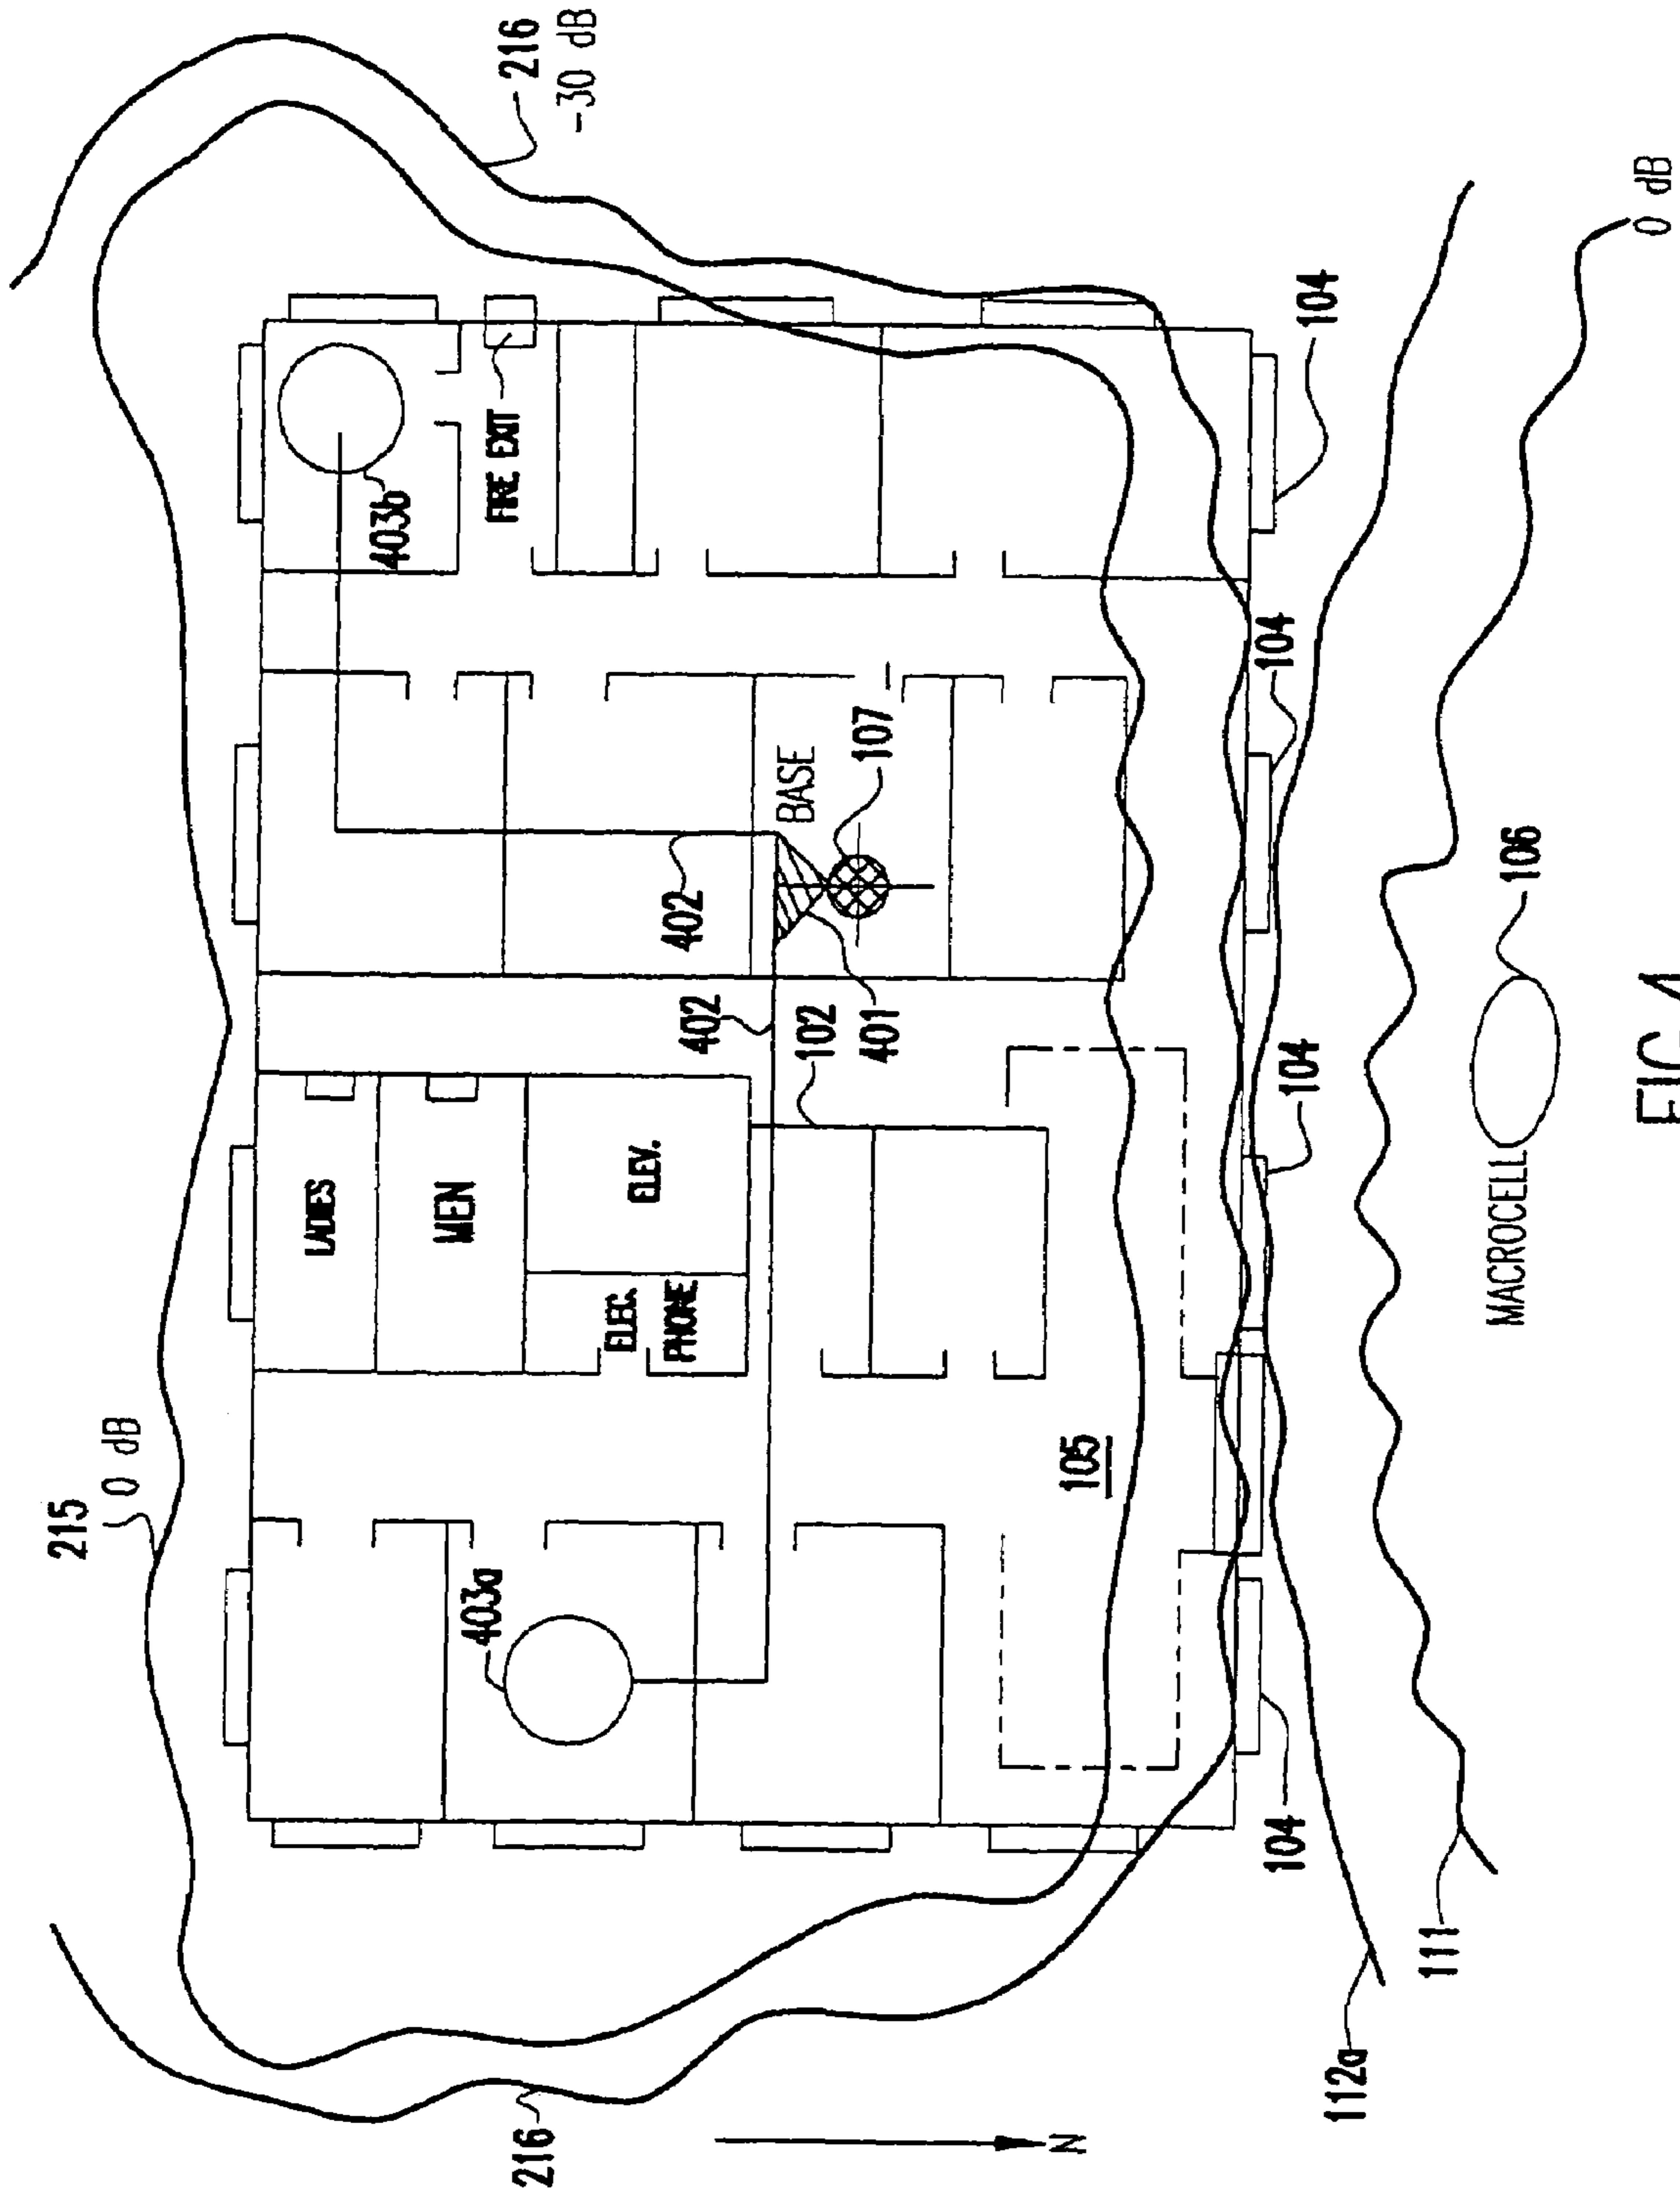 215
0 dB
216
-30 dB
403b
FIRE EXIT
LADIES
MEN
ELEV.
ELEC.
PHONE
403a
402
BASE
107
402
102
401
105
104
104
104
104
0 dB
216
N
112a
111
MACROCELL
106
FIG.4